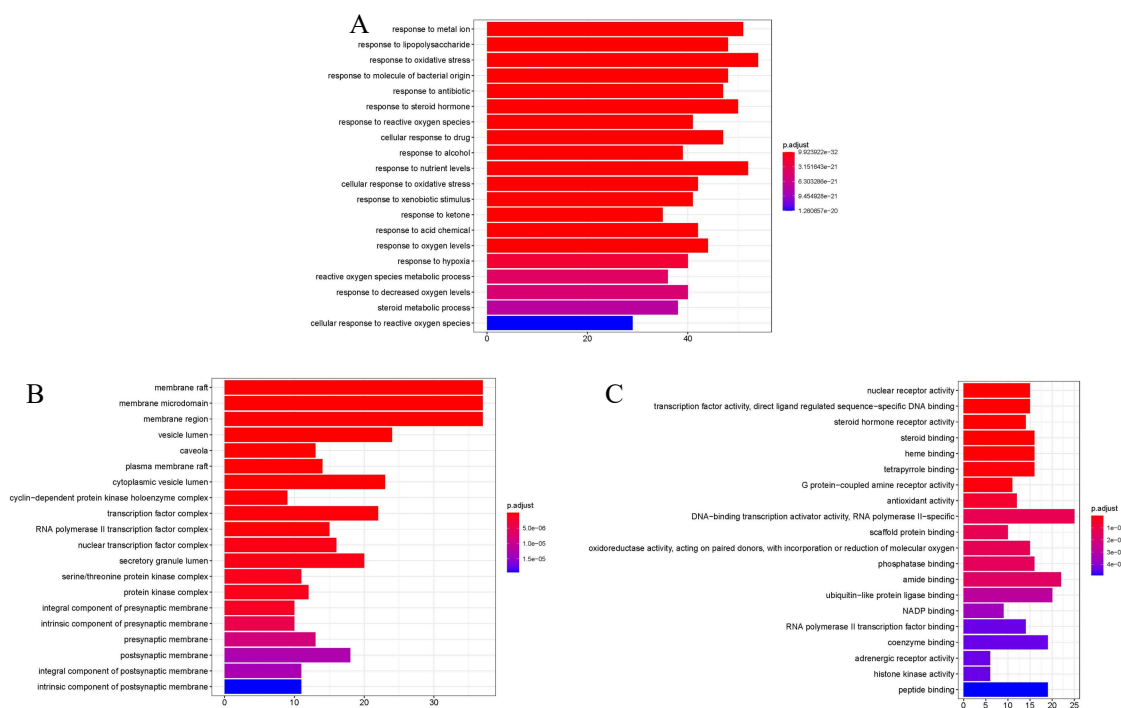 A
response to metal ion
response to lipopolysaccharide
response to oxidative stress
response to molecule of bacterial origin
response to antibiotic
response to steroid hormone
response to reactive oxygen species
cellular response to drug
response to alcohol
response to nutrient levels
cellular response to oxidative stress
response to xenobiotic stimulus
response to ketone
response to acid chemical
response to oxygen levels
response to hypoxia
reactive oxygen species metabolic process
response to decreased oxygen levels
steroid metabolic process
cellular response to reactive oxygen species
0 20 40
p.adjust
9.923922e-32
3.151643e-21
6.303286e-21
9.454928e-21
1.260657e-20
B
membrane raft
membrane microdomain
membrane region
vesicle lumen
caveola
plasma membrane raft
cytoplasmic vesicle lumen
cyclin-dependent protein kinase holoenzyme complex
transcription factor complex
RNA polymerase II transcription factor complex
nuclear transcription factor complex
secretory granule lumen
serine/threonine protein kinase complex
protein kinase complex
integral component of presynaptic membrane
intrinsic component of presynaptic membrane
presynaptic membrane
postsynaptic membrane
integral component of postsynaptic membrane
intrinsic component of postsynaptic membrane
0 10 20 30
p.adjust
5.0e-06
1.0e-05
1.5e-05
C
nuclear receptor activity
transcription factor activity, direct ligand regulated sequence-specific DNA binding
steroid hormone receptor activity
steroid binding
heme binding
tetrapyrrole binding
G protein-coupled amine receptor activity
antioxidant activity
DNA-binding transcription activator activity, RNA polymerase II-specific
scaffold protein binding
oxidoreductase activity, acting on paired donors, with incorporation or reduction of molecular oxygen
phosphatase binding
amide binding
ubiquitin-like protein ligase binding
NADP binding
RNA polymerase II transcription factor binding
coenzyme binding
adrenergic receptor activity
histone kinase activity
peptide binding
0 5 10 15 20 25
p.adjust
1e-0
2e-0
3e-0
4e-0